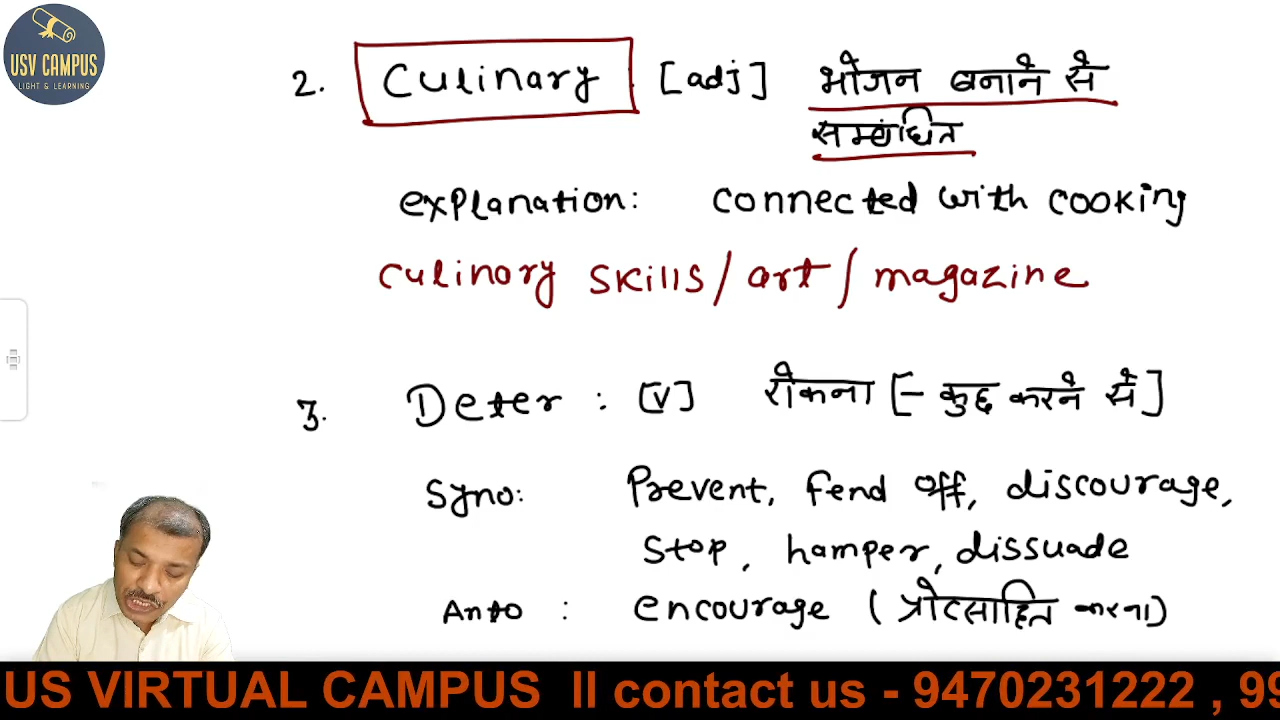 USV CAMPUS
LIGHT & LEARNING
2. Culinary [adj] भोजन बनाने से
सम्बंधित
explanation: connected with cooking
Culinary skills/art/magazine
3. Deter : [v] रोकना [- कुछ करने से]
Syno: Prevent, Fend off, discourage,
Stop, hamper, dissuade
Anto : encourage (प्रोत्साहित करना)
US VIRTUAL CAMPUS II contact us - 9470231222 , 99